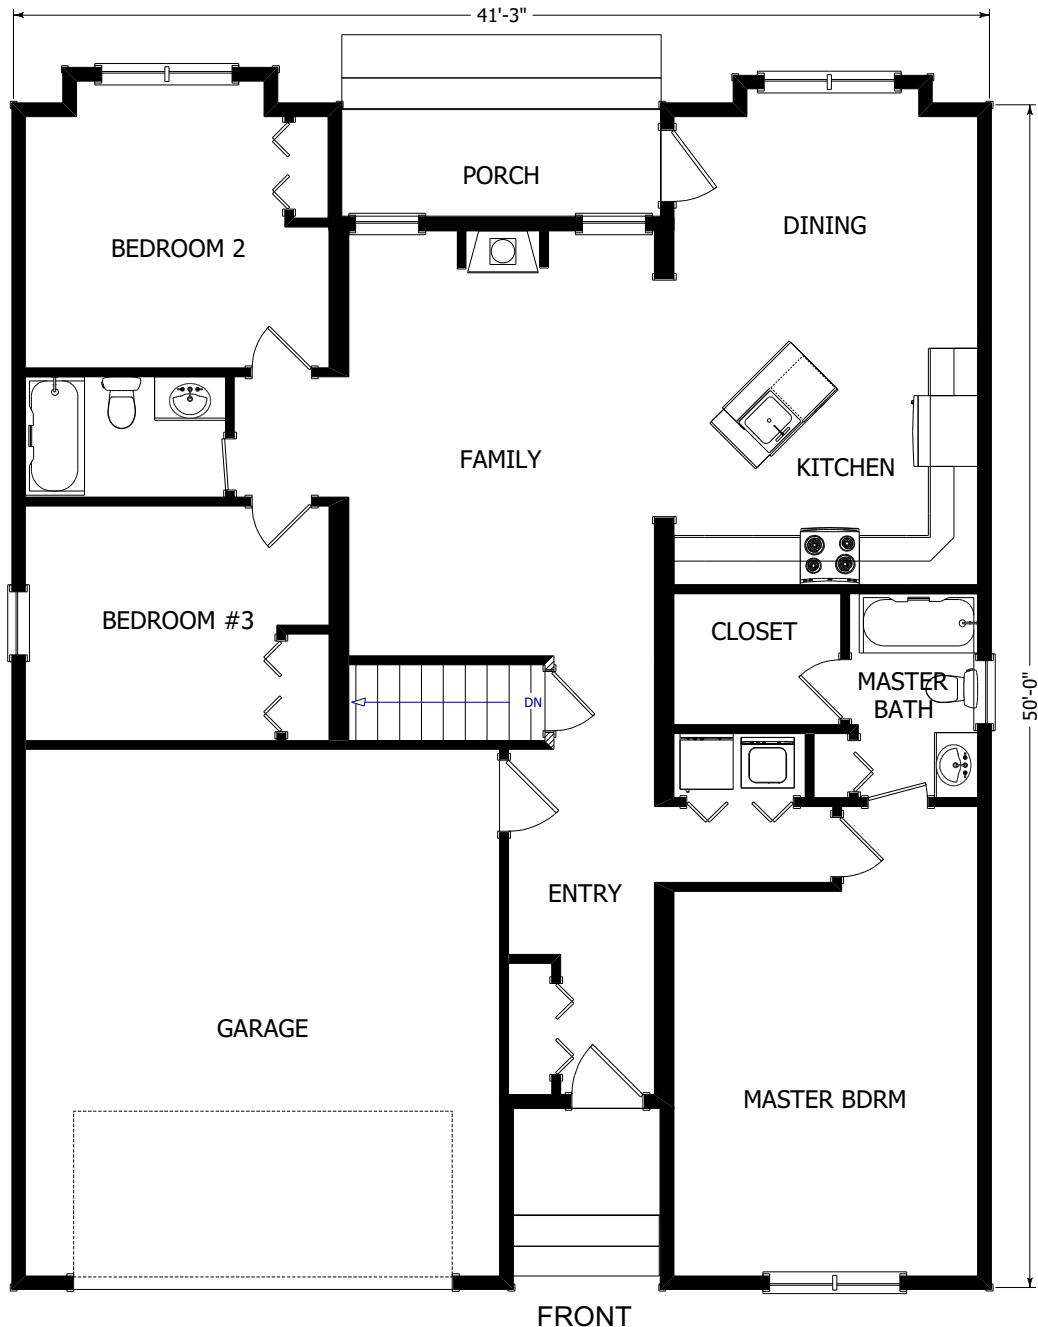 41'-3"
PORCH
DINING
BEDROOM 2
FAMILY
KITCHEN
BEDROOM #3
CLOSET
MASTER
BATH
50'-0"
DN
ENTRY
GARAGE
MASTER BDRM
FRONT